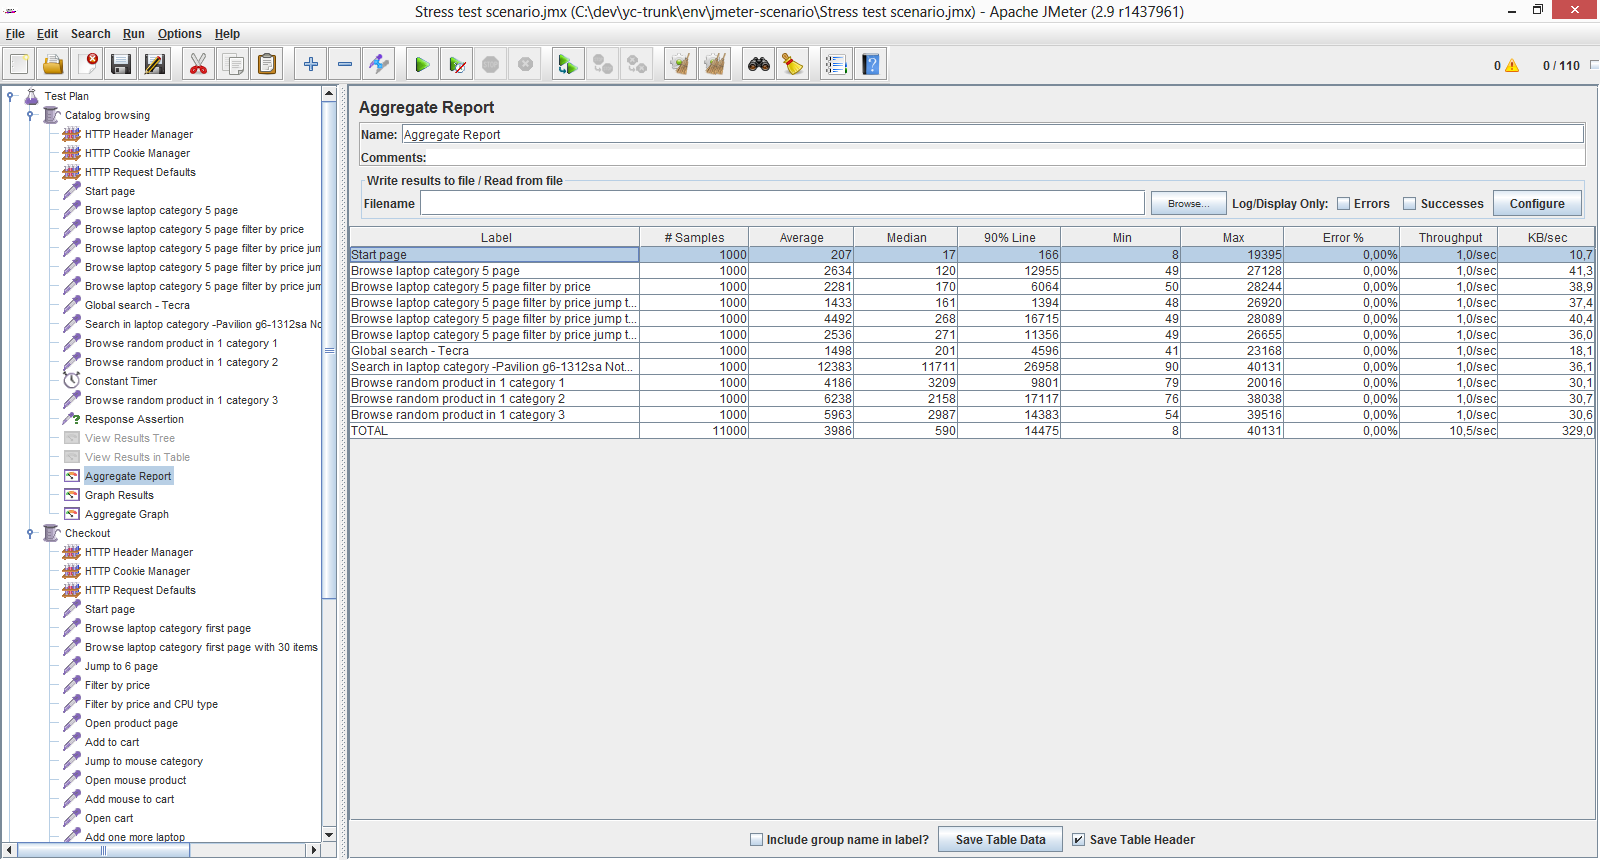 Stress test scenario.jmx (C:\dev\yc-trunk\env\jmeter-scenario\Stress test scenario.jmx) - Apache JMeter (2.9 r1437961)
File Edit Search Run Options Help
0 0 / 110
Test Plan
Catalog browsing
HTTP Header Manager
HTTP Cookie Manager
HTTP Request Defaults
Start page
Browse laptop category 5 page
Browse laptop category 5 page filter by price
Browse laptop category 5 page filter by price jum
Browse laptop category 5 page filter by price jum
Browse laptop category 5 page filter by price jum
Global search - Tecra
Search in laptop category -Pavilion g6-1312sa No
Browse random product in 1 category 1
Browse random product in 1 category 2
Constant Timer
Browse random product in 1 category 3
Response Assertion
View Results Tree
View Results in Table
Aggregate Report
Graph Results
Aggregate Graph
Checkout
HTTP Header Manager
HTTP Cookie Manager
HTTP Request Defaults
Start page
Browse laptop category first page
Browse laptop category first page with 30 items
Jump to 6 page
Filter by price
Filter by price and CPU type
Open product page
Add to cart
Jump to mouse category
Open mouse product
Add mouse to cart
Open cart
Add one more laptop
Aggregate Report
Name: Aggregate Report
Comments:
Write results to file / Read from file
Filename Browse... Log/Display Only: Errors Successes Configure
Label # Samples Average Median 90% Line Min Max Error % Throughput KB/sec
Start page 1000 207 17 166 8 19395 0,00% 1,0/sec 10,7
Browse laptop category 5 page 1000 2634 120 12955 49 27128 0,00% 1,0/sec 41,3
Browse laptop category 5 page filter by price 1000 2281 170 6064 50 28244 0,00% 1,0/sec 38,9
Browse laptop category 5 page filter by price jump t... 1000 1433 161 1394 48 26920 0,00% 1,0/sec 37,4
Browse laptop category 5 page filter by price jump t... 1000 4492 268 16715 49 28089 0,00% 1,0/sec 40,4
Browse laptop category 5 page filter by price jump t... 1000 2536 271 11356 49 26655 0,00% 1,0/sec 36,0
Global search - Tecra 1000 1498 201 4596 41 23168 0,00% 1,0/sec 18,1
Search in laptop category -Pavilion g6-1312sa Not... 1000 12383 11711 26958 90 40131 0,00% 1,0/sec 36,1
Browse random product in 1 category 1 1000 4186 3209 9801 79 20016 0,00% 1,0/sec 30,1
Browse random product in 1 category 2 1000 6238 2158 17117 76 38038 0,00% 1,0/sec 30,7
Browse random product in 1 category 3 1000 5963 2987 14383 54 39516 0,00% 1,0/sec 30,6
TOTAL 11000 3986 590 14475 8 40131 0,00% 10,5/sec 329,0
Include group name in label? Save Table Data Save Table Header